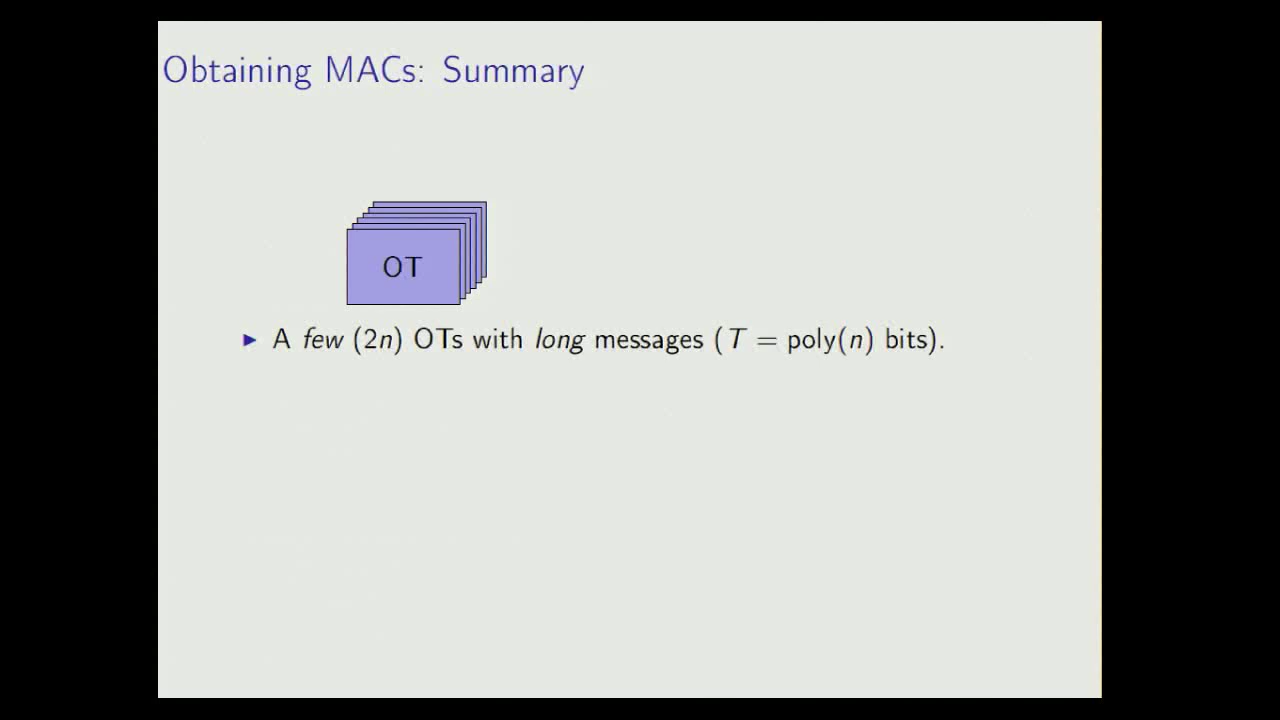 Obtaining MACs: Summary
OT
▶ A few (2n) OTs with long messages (T = poly(n) bits).